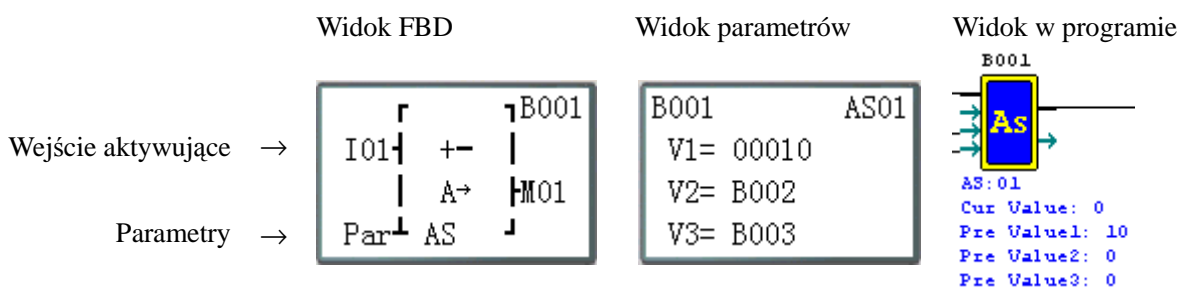 Widok FBD Widok parametrów Widok w programie
B001
B001
I01 +-
A→ M01
Par AS
Wejście aktywujące →
Parametry →
B001 AS01
V1= 00010
V2= B002
V3= B003
As
AS:01
Cur Value: 0
Pre Value1: 10
Pre Value2: 0
Pre Value3: 0